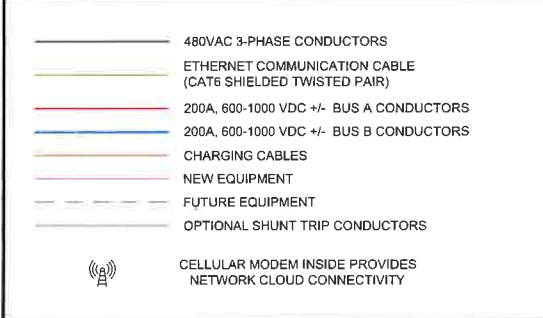 480VAC 3-PHASE CONDUCTORS
ETHERNET COMMUNICATION CABLE
(CAT6 SHIELDED TWISTED PAIR)
200A, 600-1000 VDC +/- BUS A CONDUCTORS
200A, 600-1000 VDC +/- BUS B CONDUCTORS
CHARGING CABLES
NEW EQUIPMENT
FUTURE EQUIPMENT
OPTIONAL SHUNT TRIP CONDUCTORS
CELLULAR MODEM INSIDE PROVIDES
NETWORK CLOUD CONNECTIVITY